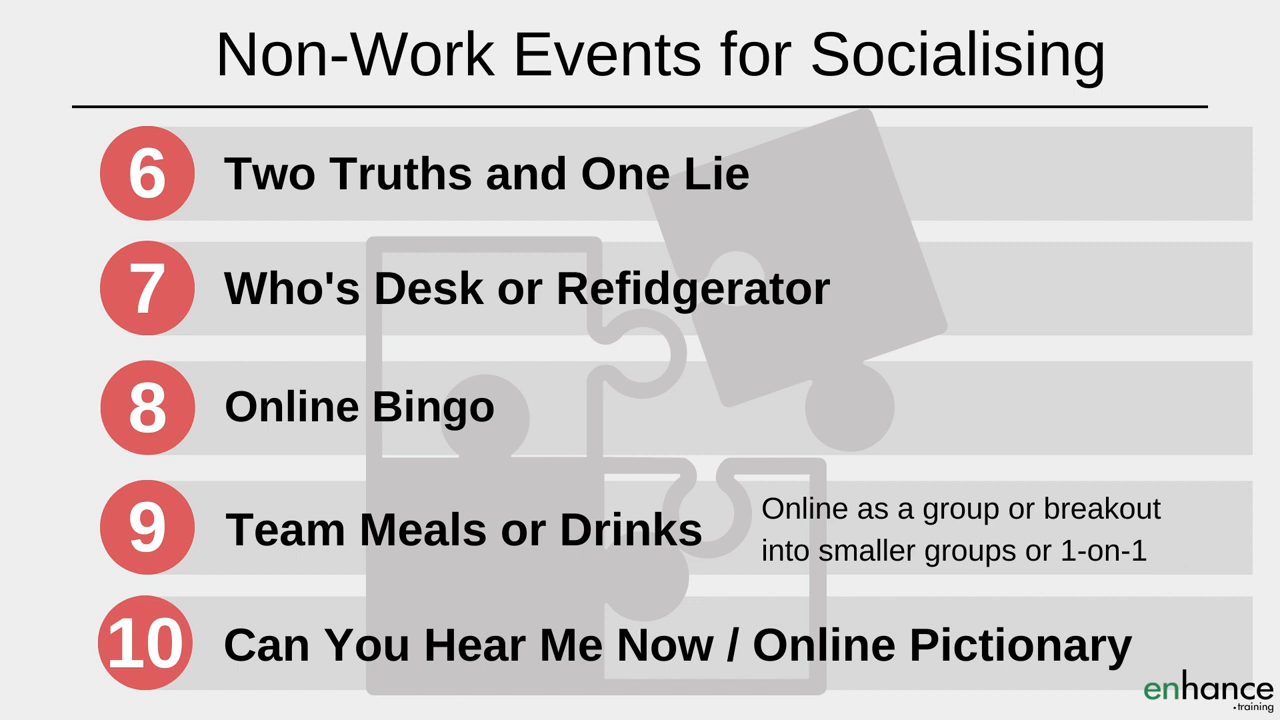 Non-Work Events for Socialising
6 Two Truths and One Lie
7 Who's Desk or Refidgerator
8 Online Bingo
9 Team Meals or Drinks
Online as a group or breakout
into smaller groups or 1-on-1
10 Can You Hear Me Now / Online Pictionary
enhance
.training